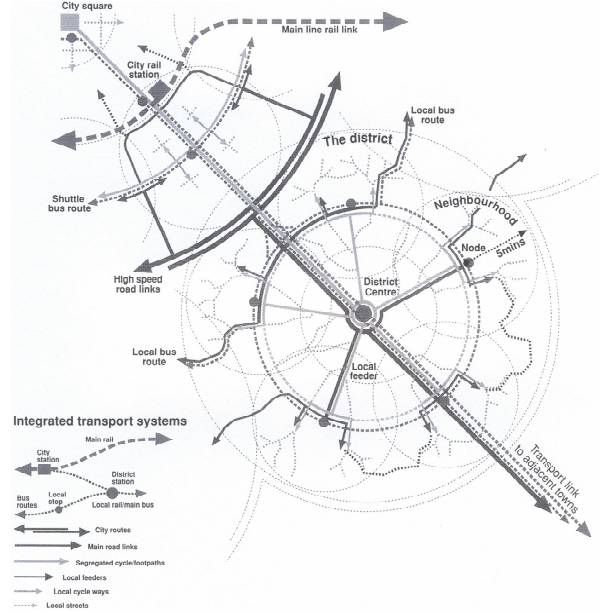 City square
Main line rail link
City rail
station
Local bus
route
The district
Shuttle
bus route
Neighbourhood
Node
5mins
High speed
road links
District
Centre
Local bus
route
Local
feeder
Transport link
to adjacent towns
Integrated transport systems
Main rail
City
station
District
station
Bus
routes
Local
stop
Local rail/main bus
City routes
Main road links
Segregated cycle/footpaths
Local feeders
Local cycle ways
Local streets